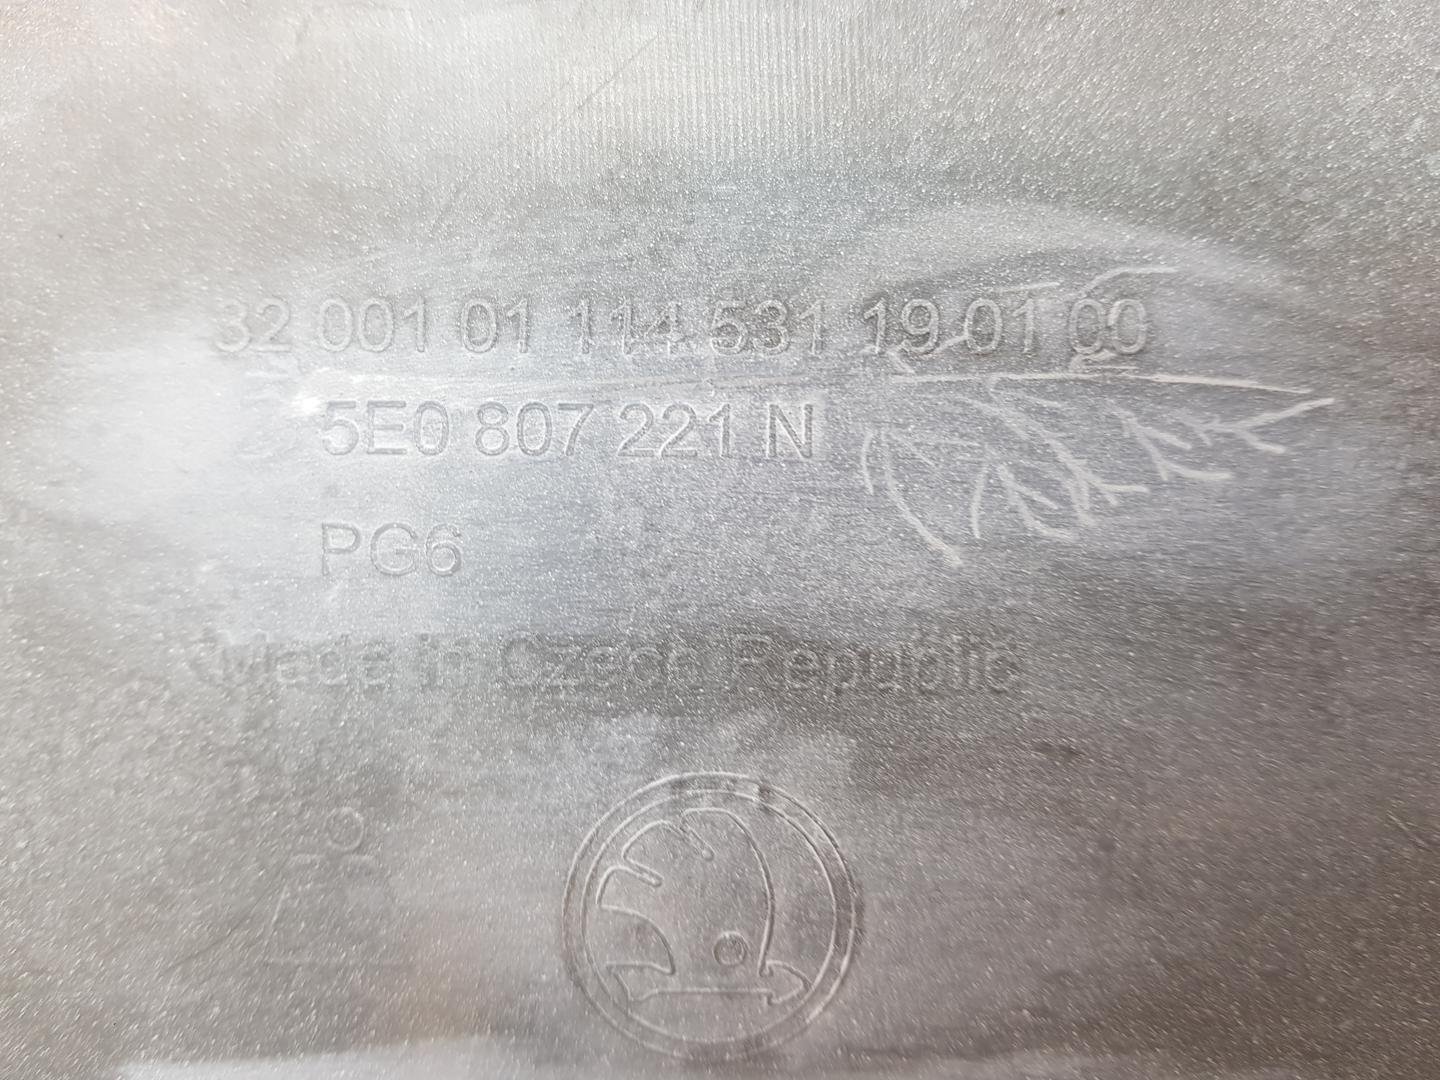 32 001 01 114 531 19 01 00
5E0 807 221 N
PG6
Made in Czech Republic